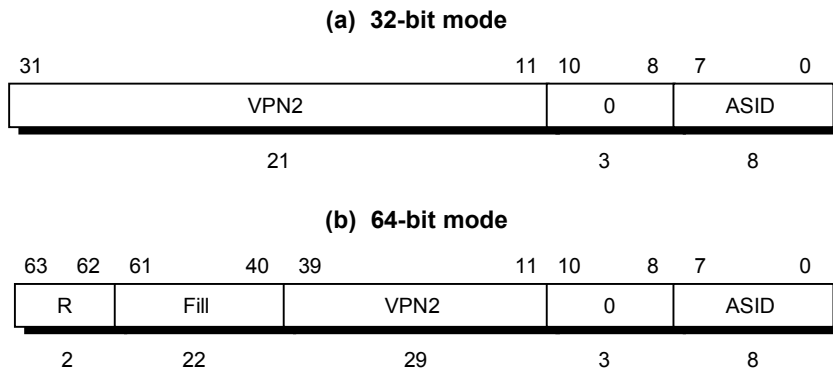 (a) 32-bit mode
31 11 10 8 7 0
VPN2 0 ASID
21 3 8
(b) 64-bit mode
63 62 61 40 39 11 10 8 7 0
R Fill VPN2 0 ASID
2 22 29 3 8